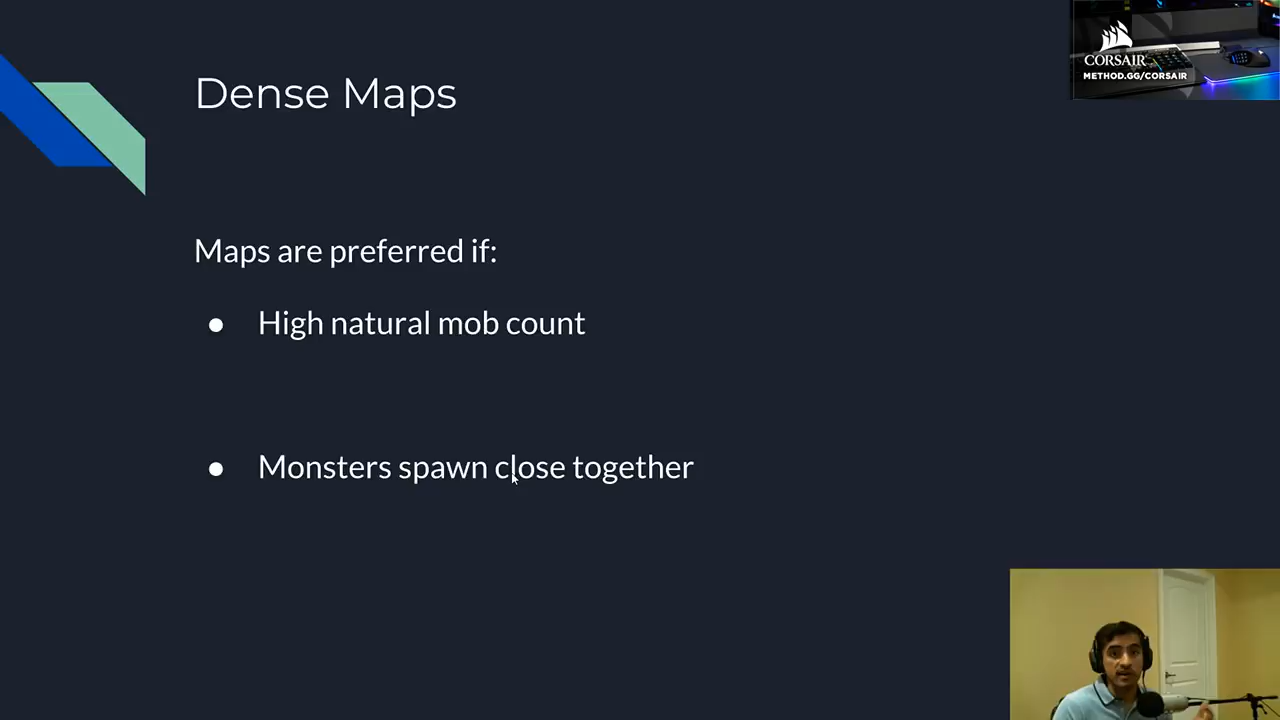 CORSAIR
METHOD.GG/CORSAIR
Dense Maps
Maps are preferred if:
● High natural mob count
● Monsters spawn close together